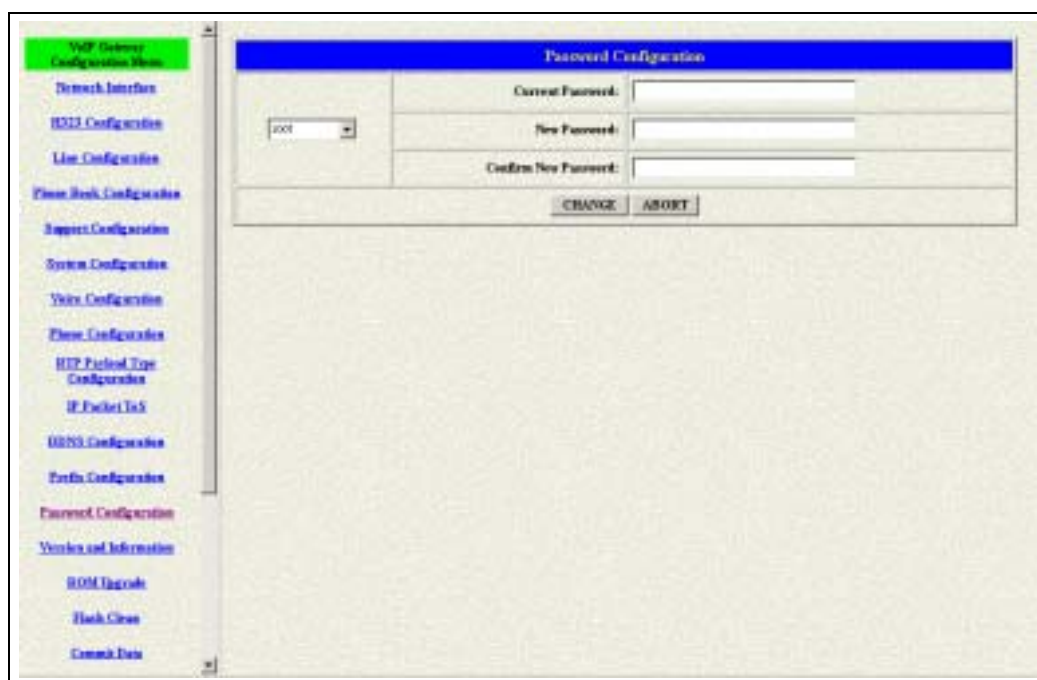 VoIP Gateway
Configuration Menu
Network Interface
H323 Configuration
Line Configuration
Phone Book Configuration
Support Configuration
System Configuration
Voice Configuration
Phone Configuration
RTP Payload Type
Configuration
IP Packet ToS
DDNS Configuration
Prefix Configuration
Password Configuration
Version and Information
ROM Upgrade
Flash Clean
Commit Data
Password Configuration
root
Current Password:
New Password:
Confirm New Password:
CHANGE ABORT